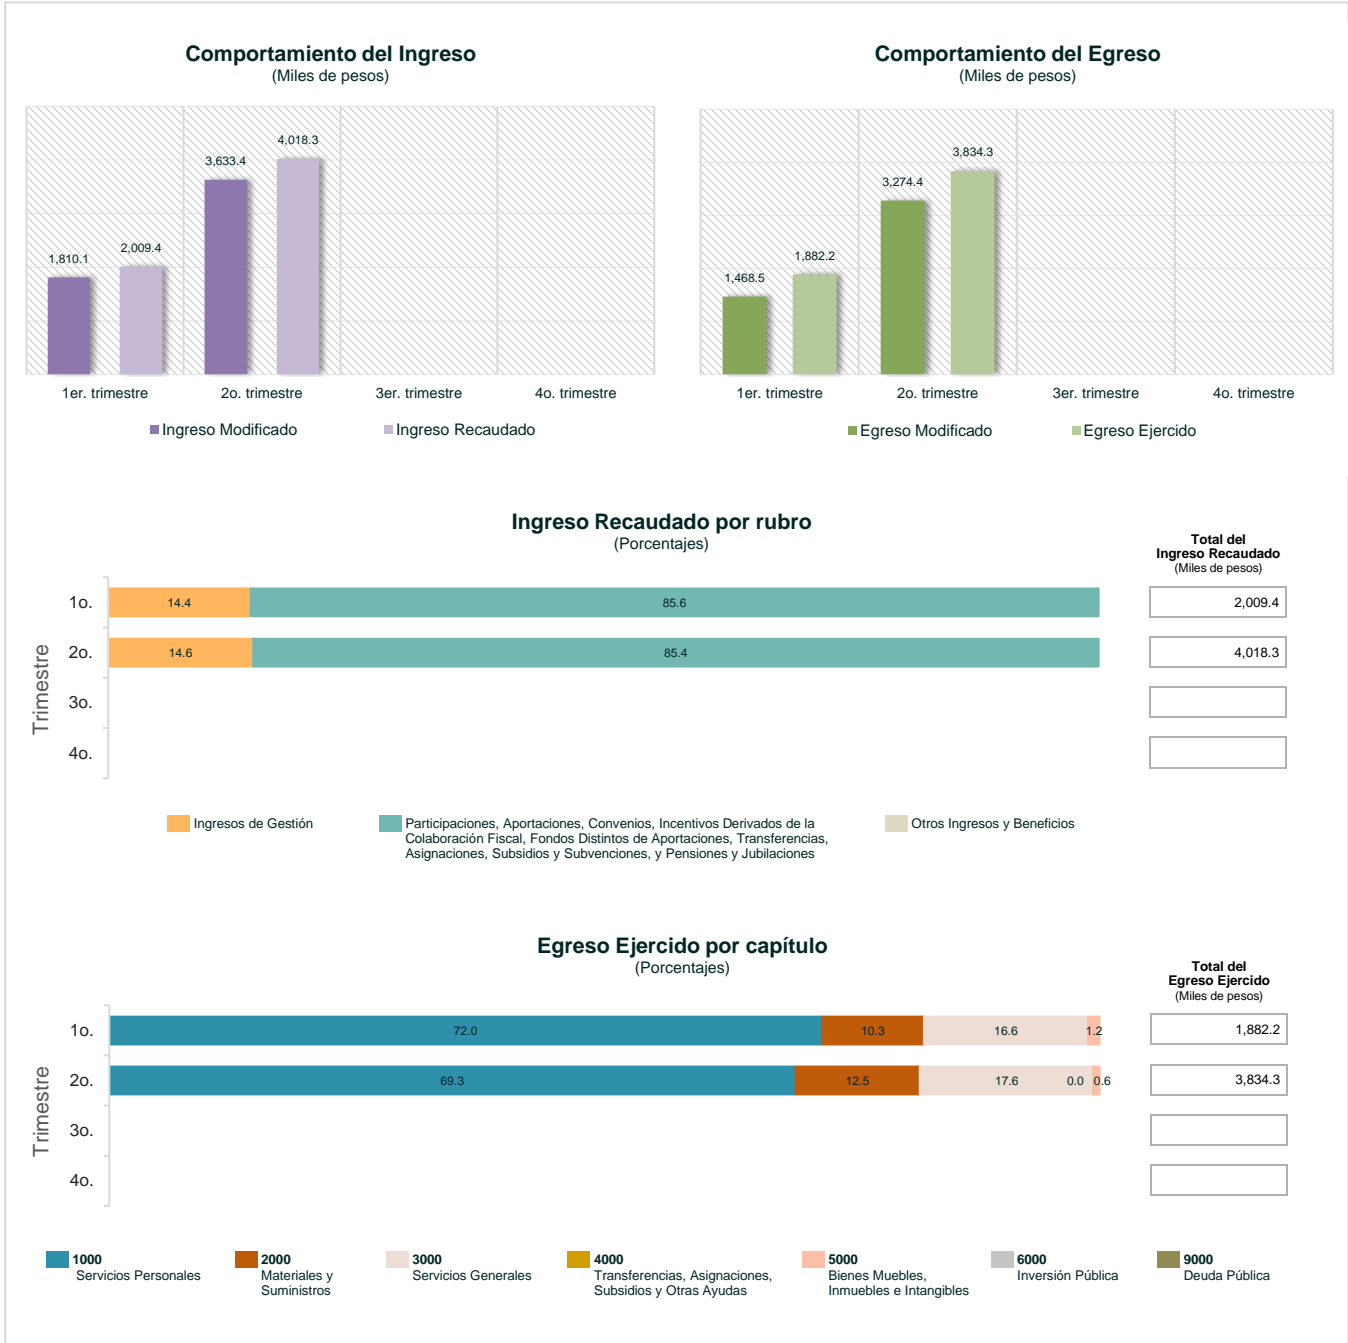 Comportamiento del Ingreso
(Miles de pesos)
1,810.1
2,009.4
3,633.4
4,018.3
1er. trimestre
2o. trimestre
3er. trimestre
4o. trimestre
Ingreso Modificado
Ingreso Recaudado
Comportamiento del Egreso
(Miles de pesos)
1,468.5
1,882.2
3,274.4
3,834.3
1er. trimestre
2o. trimestre
3er. trimestre
4o. trimestre
Egreso Modificado
Egreso Ejercido
Ingreso Recaudado por rubro
(Porcentajes)
Total del
Ingreso Recaudado
(Miles de pesos)
Trimestre
1o.
14.4
85.6
2,009.4
2o.
14.6
85.4
4,018.3
3o.
4o.
Ingresos de Gestión
Participaciones, Aportaciones, Convenios, Incentivos Derivados de la
Colaboración Fiscal, Fondos Distintos de Aportaciones, Transferencias,
Asignaciones, Subsidios y Subvenciones, y Pensiones y Jubilaciones
Otros Ingresos y Beneficios
Egreso Ejercido por capítulo
(Porcentajes)
Total del
Egreso Ejercido
(Miles de pesos)
Trimestre
1o.
72.0
10.3
16.6
1.2
1,882.2
2o.
69.3
12.5
17.6
0.0
0.6
3,834.3
3o.
4o.
1000
Servicios Personales
2000
Materiales y
Suministros
3000
Servicios Generales
4000
Transferencias, Asignaciones,
Subsidios y Otras Ayudas
5000
Bienes Muebles,
Inmuebles e Intangibles
6000
Inversión Pública
9000
Deuda Pública